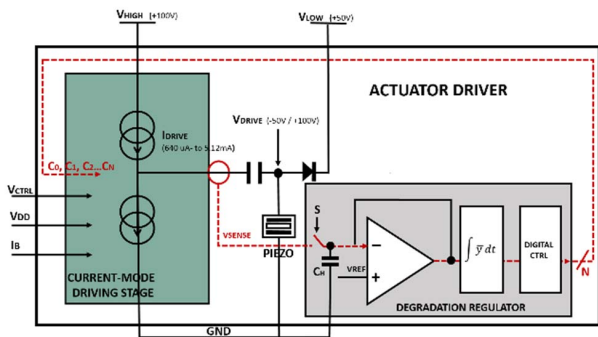 VHIGH (+100V)
VLOW (+50V)
ACTUATOR DRIVER
IDRIVE
(640 uA- to 5.12mA)
VDRIVE (-50V / +100V)
C0, C1, C2...CN
VCTRL
VDD
IB
S
VSENSE
PIEZO
CH
VREF
−
+
∫ y̅ dt
DIGITAL
CTRL
N
CURRENT-MODE
DRIVING STAGE
DEGRADATION REGULATOR
GND